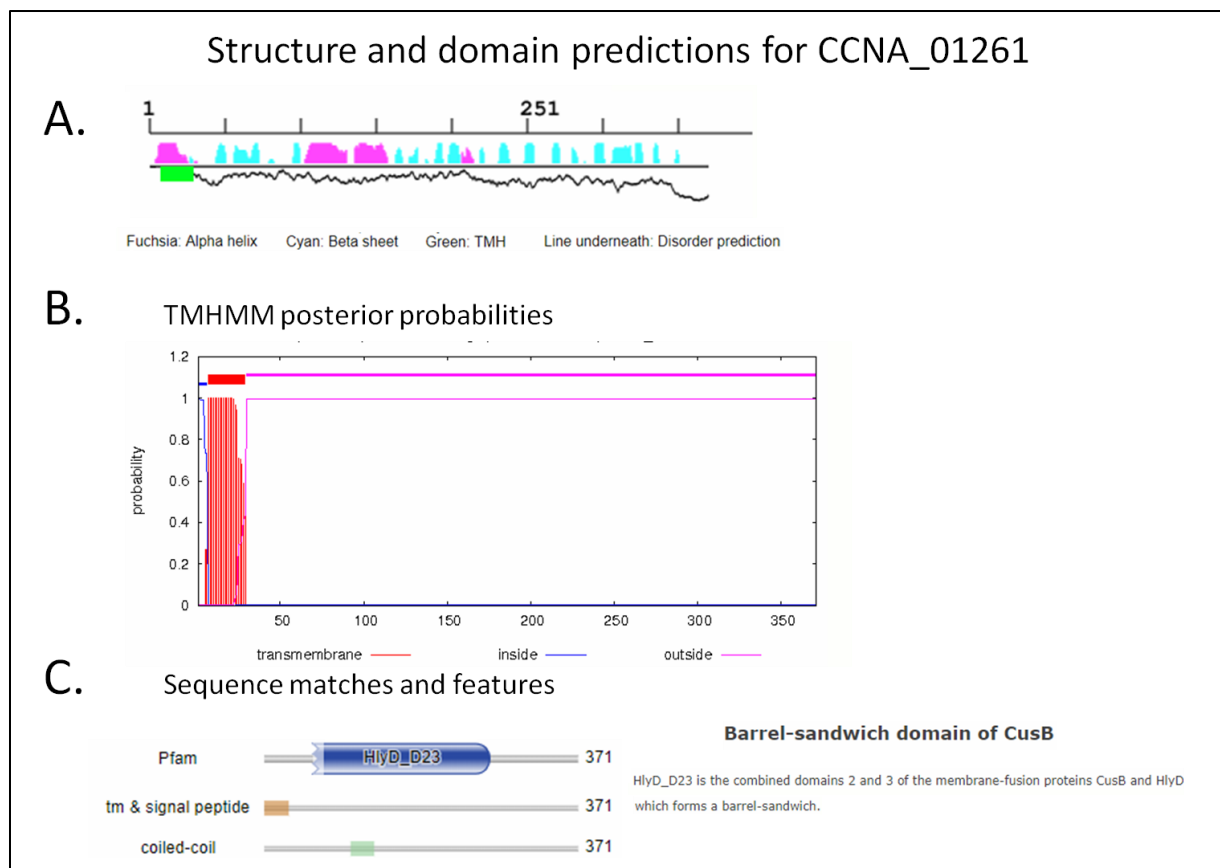 Structure and domain predictions for CCNA_01261
A.
1 251
Fuchsia: Alpha helix Cyan: Beta sheet Green: TMH Line underneath: Disorder prediction
B. TMHMM posterior probabilities
1.2
1
0.8
0.6
0.4
0.2
0
probability
50 100 150 200 250 300 350
transmembrane inside outside
C. Sequence matches and features
Pfam HlyD_D23 371
tm & signal peptide 371
coiled-coil 371
Barrel-sandwich domain of CusB
HlyD_D23 is the combined domains 2 and 3 of the membrane-fusion proteins CusB and HlyD
which forms a barrel-sandwich.